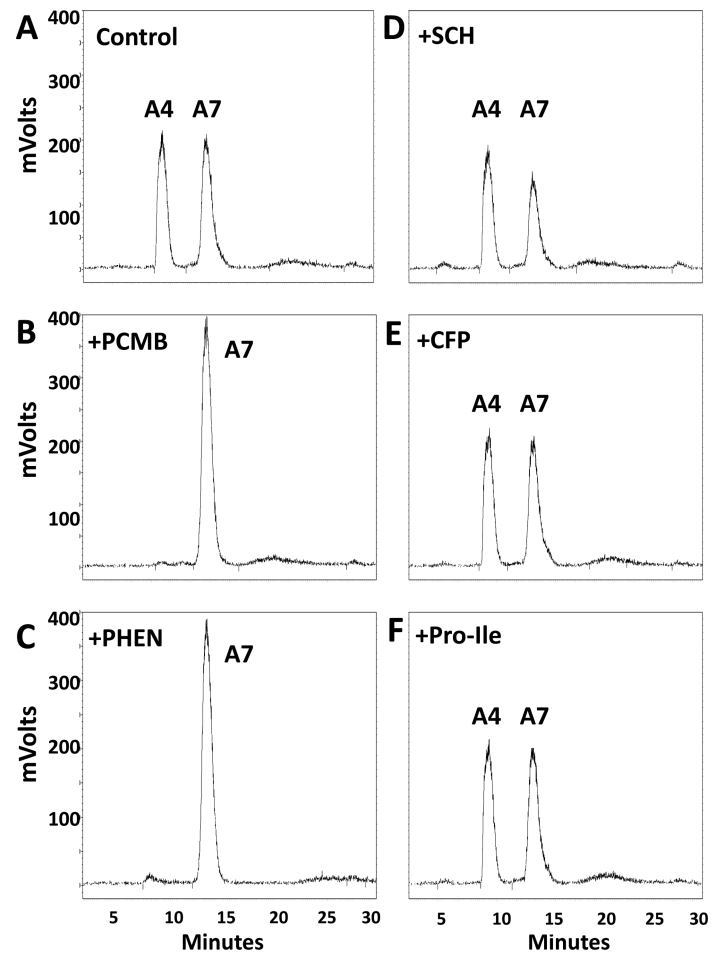 A
Control
400
300
200
100
mVolts
A4 A7
D
+SCH
A4 A7
B
+PCMB
400
300
200
100
mVolts
A7
E
+CFP
A4 A7
C
+PHEN
400
300
200
100
mVolts
A7
5 10 15 20 25 30
Minutes
F
+Pro-Ile
A4 A7
5 10 15 20 25 30
Minutes